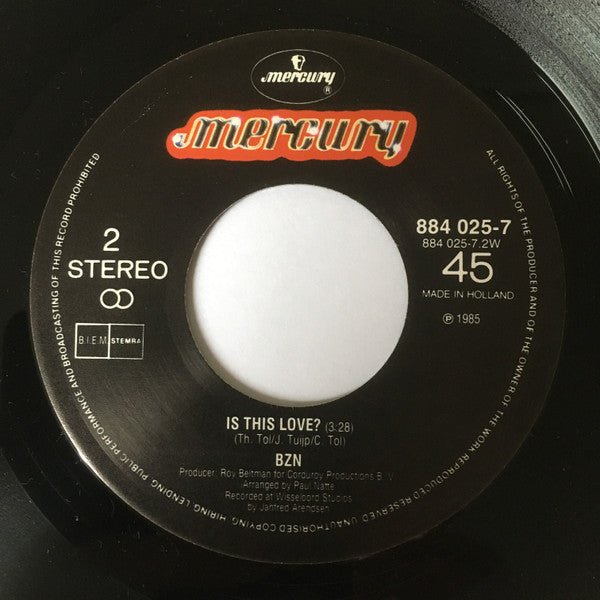 mercury
®
mercury
2
STEREO
B.I.E.M. STEMRA
884 025-7
884 025-7.2W
45
MADE IN HOLLAND
℗ 1985
IS THIS LOVE? (3:28)
(Th. Tol/J. Tuijp/C. Tol)
BZN
Producer: Roy Beltman for Corduroy Productions B.V.
Arranged by Paul Natte
Recorded at Wisseloord Studios
by Janfred Arendsen
ALL RIGHTS OF THE PRODUCER AND OF THE OWNER OF THE WORK REPRODUCED RESERVED UNAUTHORISED COPYING HIRING, LENDING PUBLIC PERFORMANCE AND BROADCASTING OF THIS RECORD PROHIBITED